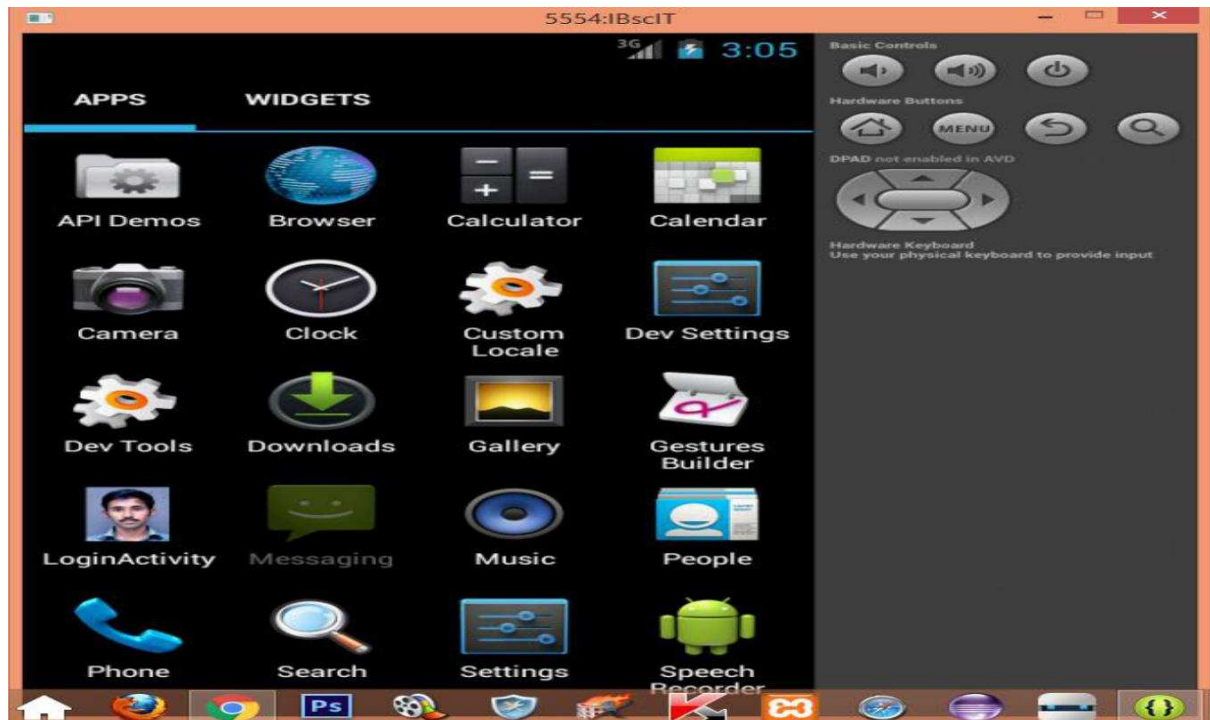 5554:IBscIT
3G 3:05
APPS WIDGETS
API Demos Browser Calculator Calendar
Camera Clock Custom Locale Dev Settings
Dev Tools Downloads Gallery Gestures Builder
LoginActivity Messaging Music People
Phone Search Settings Speech Recorder
Basic Controls
Hardware Buttons
MENU
DPAD not enabled in AVD
Hardware Keyboard
Use your physical keyboard to provide input
Ps